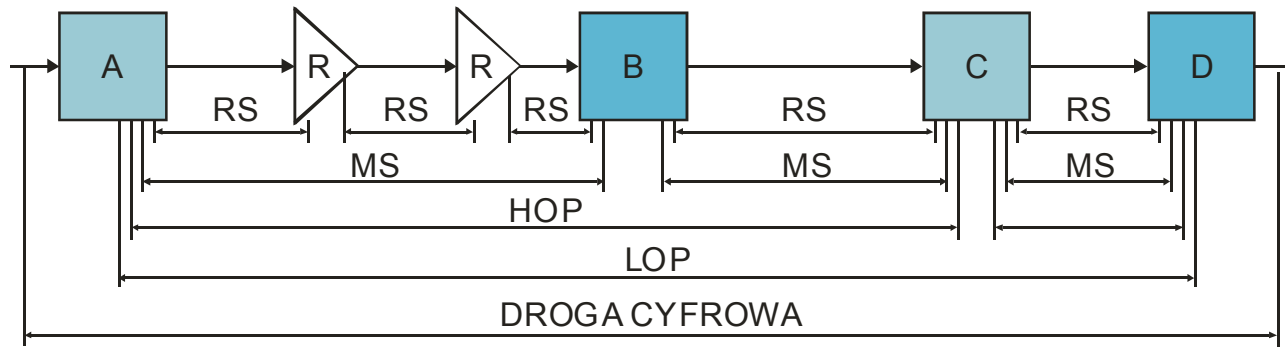 A R R B C D
RS RS RS RS RS
MS MS MS
HOP
LOP
DROGA CYFROWA